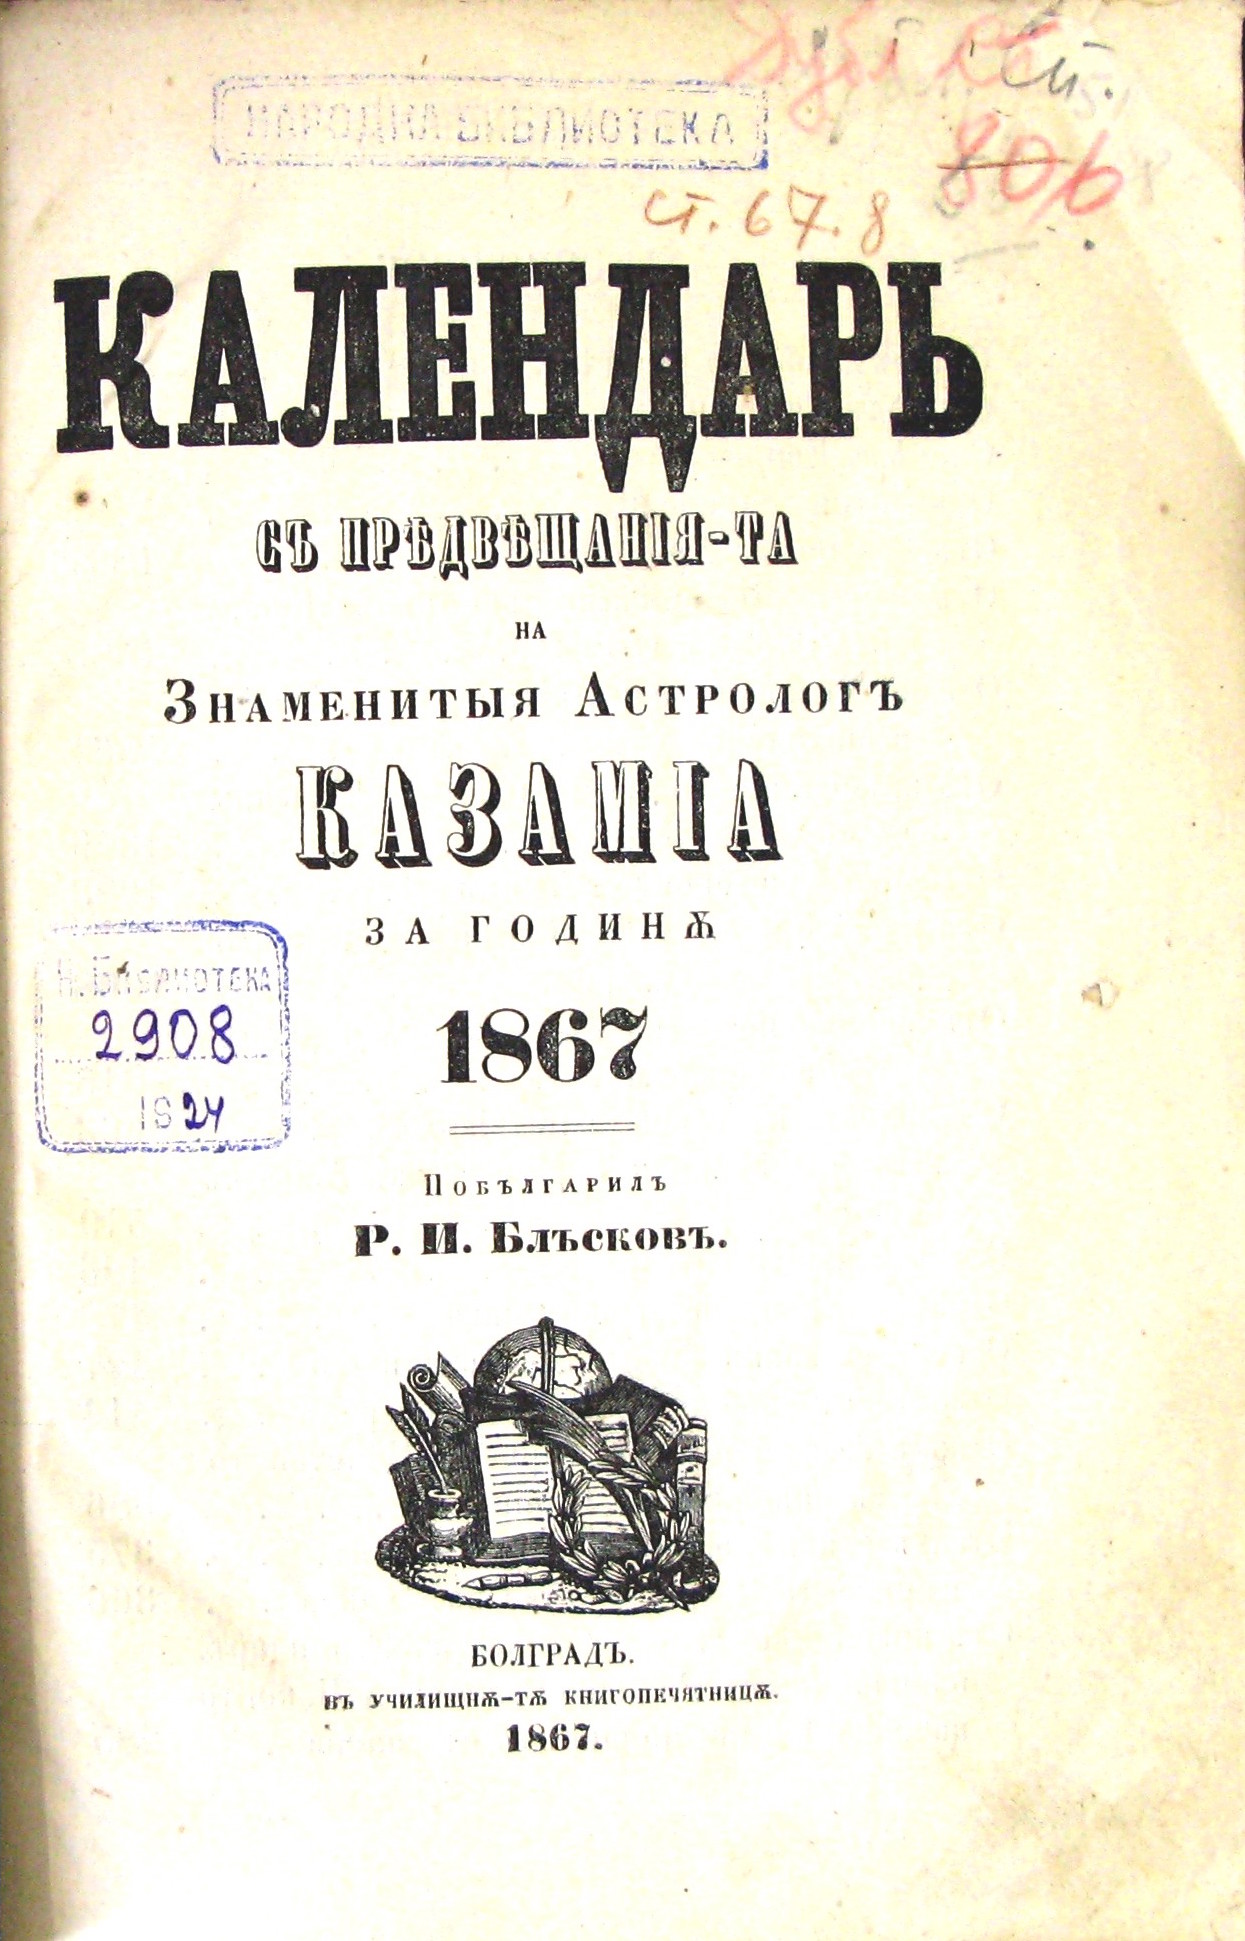 НАРОДНА БИБЛИОТЕКА
806
ст. 67.8
КАЛЕНДАРЬ
СЪ ПРѢДВѢЩАНІЯ-ТА
НА
ЗНАМЕНИТЫЯ АСТРОЛОГЪ
КАЗАМІА
ЗА ГОДИНѪ
1867
Н. БИБЛИОТЕКА
2908
1924
ПОБЪЛГАРИЛЪ
Р. И. БЛЪСКОВЪ.
БОЛГРАДЪ.
ВЪ УЧИЛИЩНѪ-ТѪ КНИГОПЕЧЯТНИЦѪ.
1867.